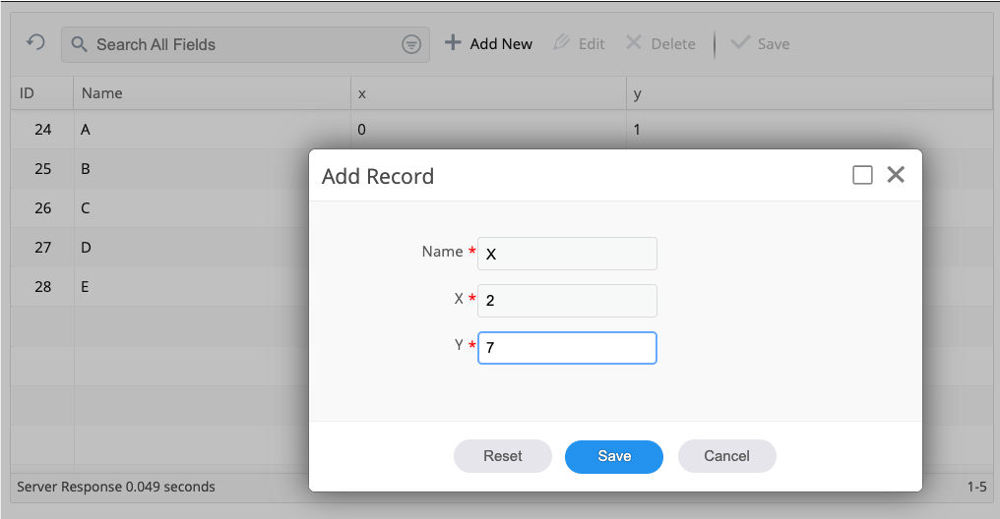 Search All Fields Add New Edit Delete Save
ID Name x y
24 A 0 1
25 B
26 C
27 D
28 E
Add Record
Name * X
X * 2
Y * 7
Reset Save Cancel
Server Response 0.049 seconds 1-5